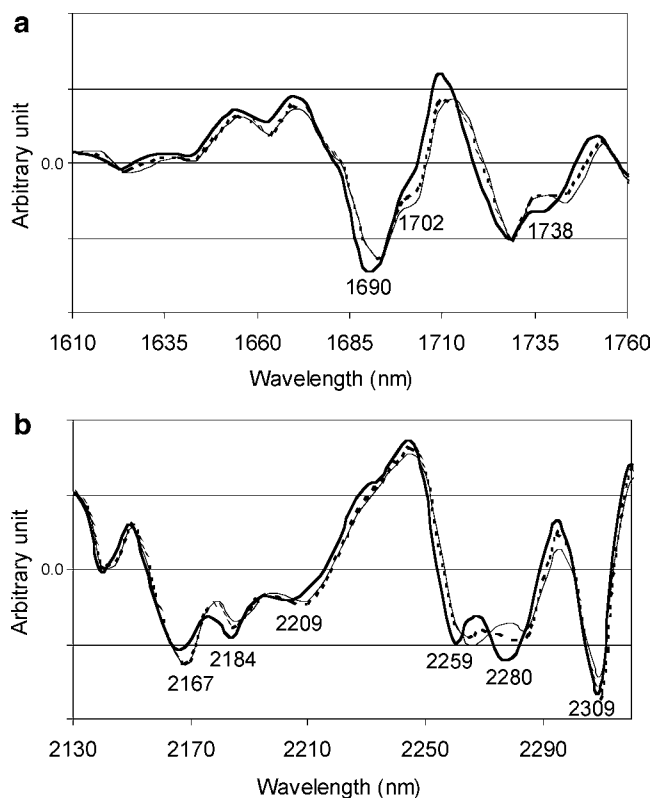 a
Arbitrary unit
0.0
1702
1738
1690
1610 1635 1660 1685 1710 1735 1760
Wavelength (nm)
b
Arbitrary unit
0.0
2209
2184
2259
2167
2280
2309
2130 2170 2210 2250 2290
Wavelength (nm)